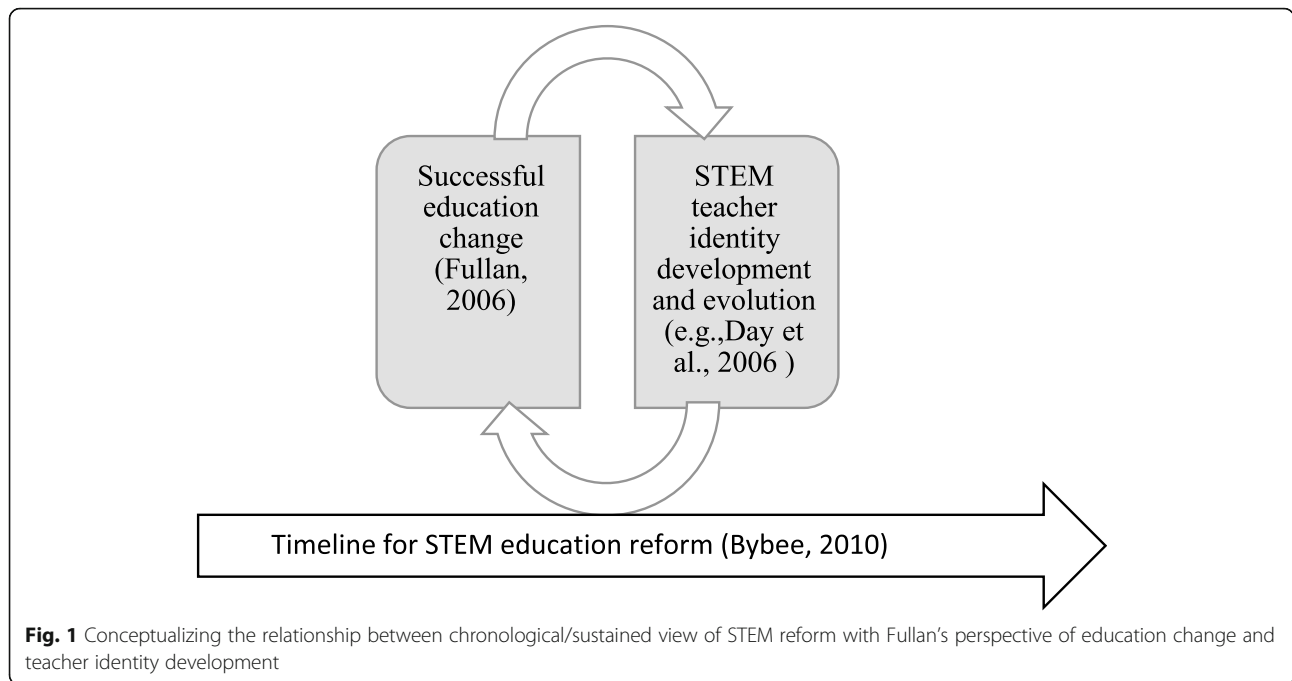 Successful
education
change
(Fullan,
2006)
STEM
teacher
identity
development
and evolution
(e.g.,Day et
al., 2006 )
Timeline for STEM education reform (Bybee, 2010)
Fig. 1 Conceptualizing the relationship between chronological/sustained view of STEM reform with Fullan's perspective of education change and
teacher identity development